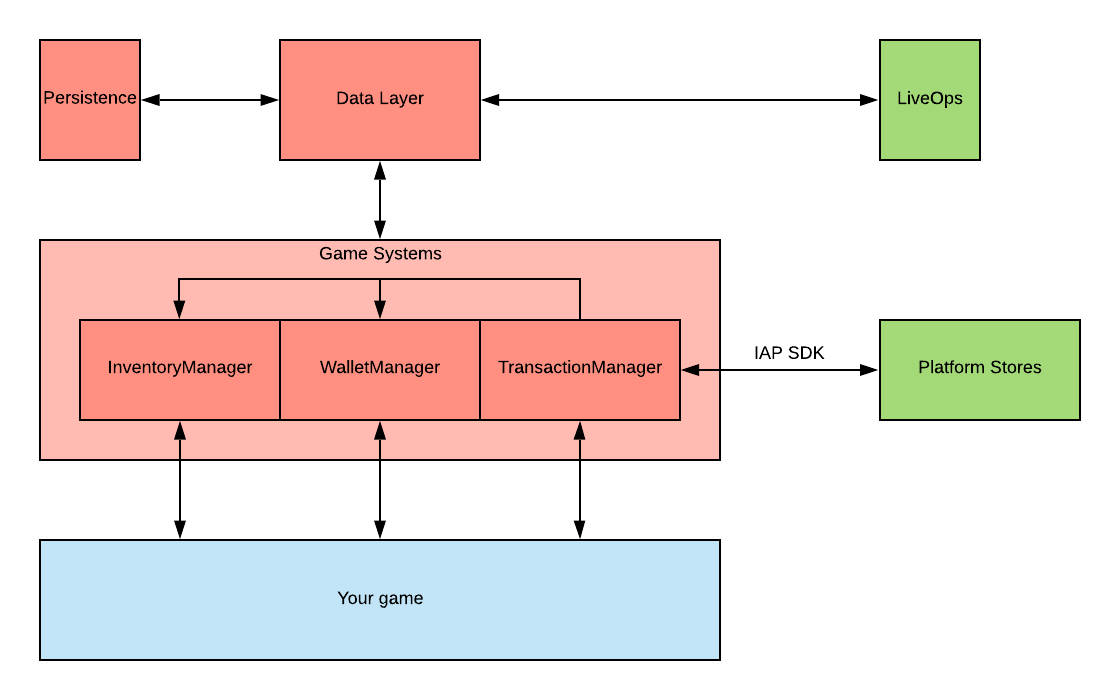 Persistence
Data Layer
LiveOps
Game Systems
InventoryManager
WalletManager
TransactionManager
IAP SDK
Platform Stores
Your game